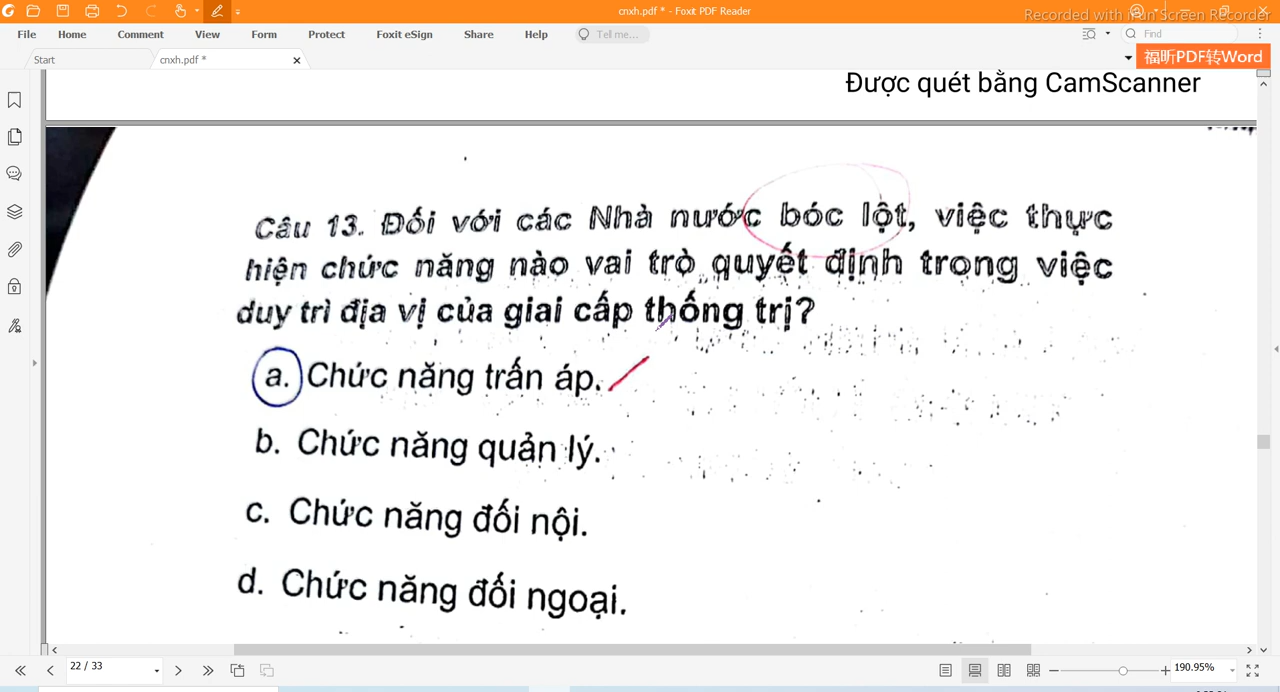 cnxh.pdf * - Foxit PDF Reader
Recorded with iTop Screen Recorder
File Home Comment View Form Protect Foxit eSign Share Help Tell me... Find
Start cnxh.pdf *
福昕PDF转Word
Được quét bằng CamScanner
Câu 13. Đối với các Nhà nước bóc lột, việc thực
hiện chức năng nào vai trò quyết định trong việc
duy trì địa vị của giai cấp thống trị?
a. Chức năng trấn áp.
b. Chức năng quản lý.
c. Chức năng đối nội.
d. Chức năng đối ngoại.
22 / 33
190.95%